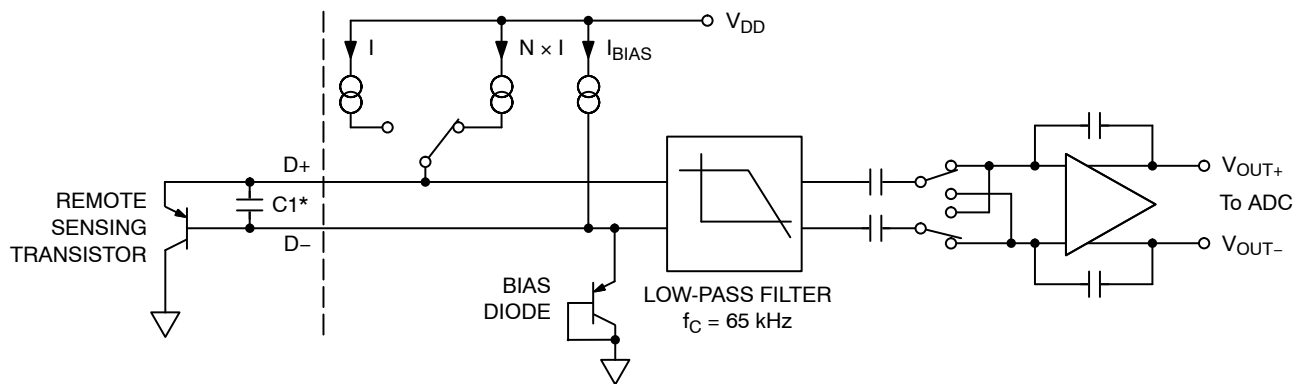 V_DD
I
N × I
I_BIAS
D+
REMOTE
SENSING
TRANSISTOR
C1*
D−
BIAS
DIODE
LOW-PASS FILTER
f_C = 65 kHz
V_OUT+
To ADC
V_OUT−